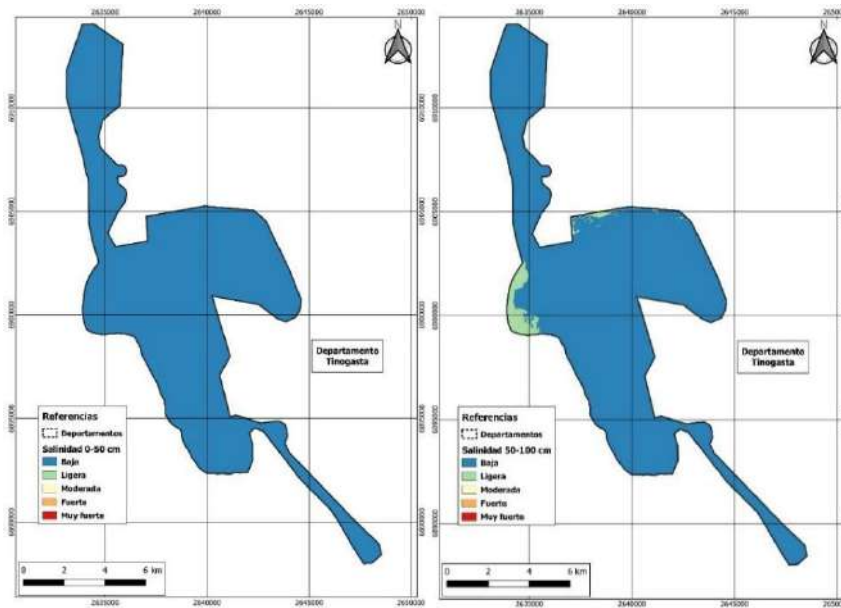 2635000 2640000 2645000 2650000
Departamento
Tinogasta
Referencias
Departamentos
Salinidad 0-50 cm
Baja
Ligera
Moderada
Fuerte
Muy fuerte
0 2 4 6 km
2635000 2640000 2645000 2650000
2635000 2640000 2645000
Departamento
Tinogasta
Referencias
Departamentos
Salinidad 50-100 cm
Baja
Ligera
Moderada
Fuerte
Muy fuerte
0 2 4 6 km
2635000 2640000 2645000